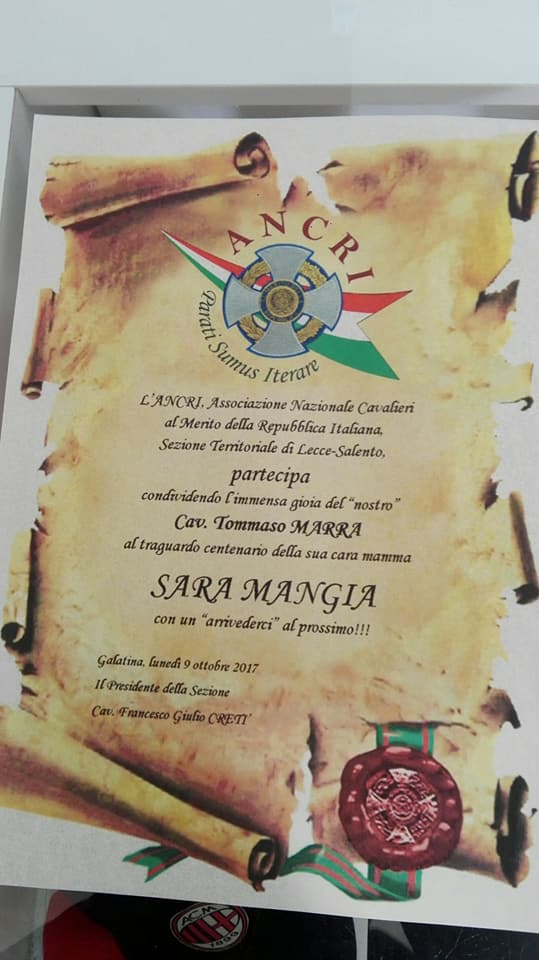 ANCRI
Parati Sumus Iterare
L'ANCRI, Associazione Nazionale Cavalieri
al Merito della Repubblica Italiana,
Sezione Territoriale di Lecce-Salento,
partecipa
condividendo l'immensa gioia del "nostro"
Cav. Tommaso MARRA
al traguardo centenario della sua cara mamma
SARA MANGIA
con un "arrivederci" al prossimo!!!
Galatina, lunedì 9 ottobre 2017
Il Presidente della Sezione
Cav. Francesco Giulio CRETI'
ACM
1899